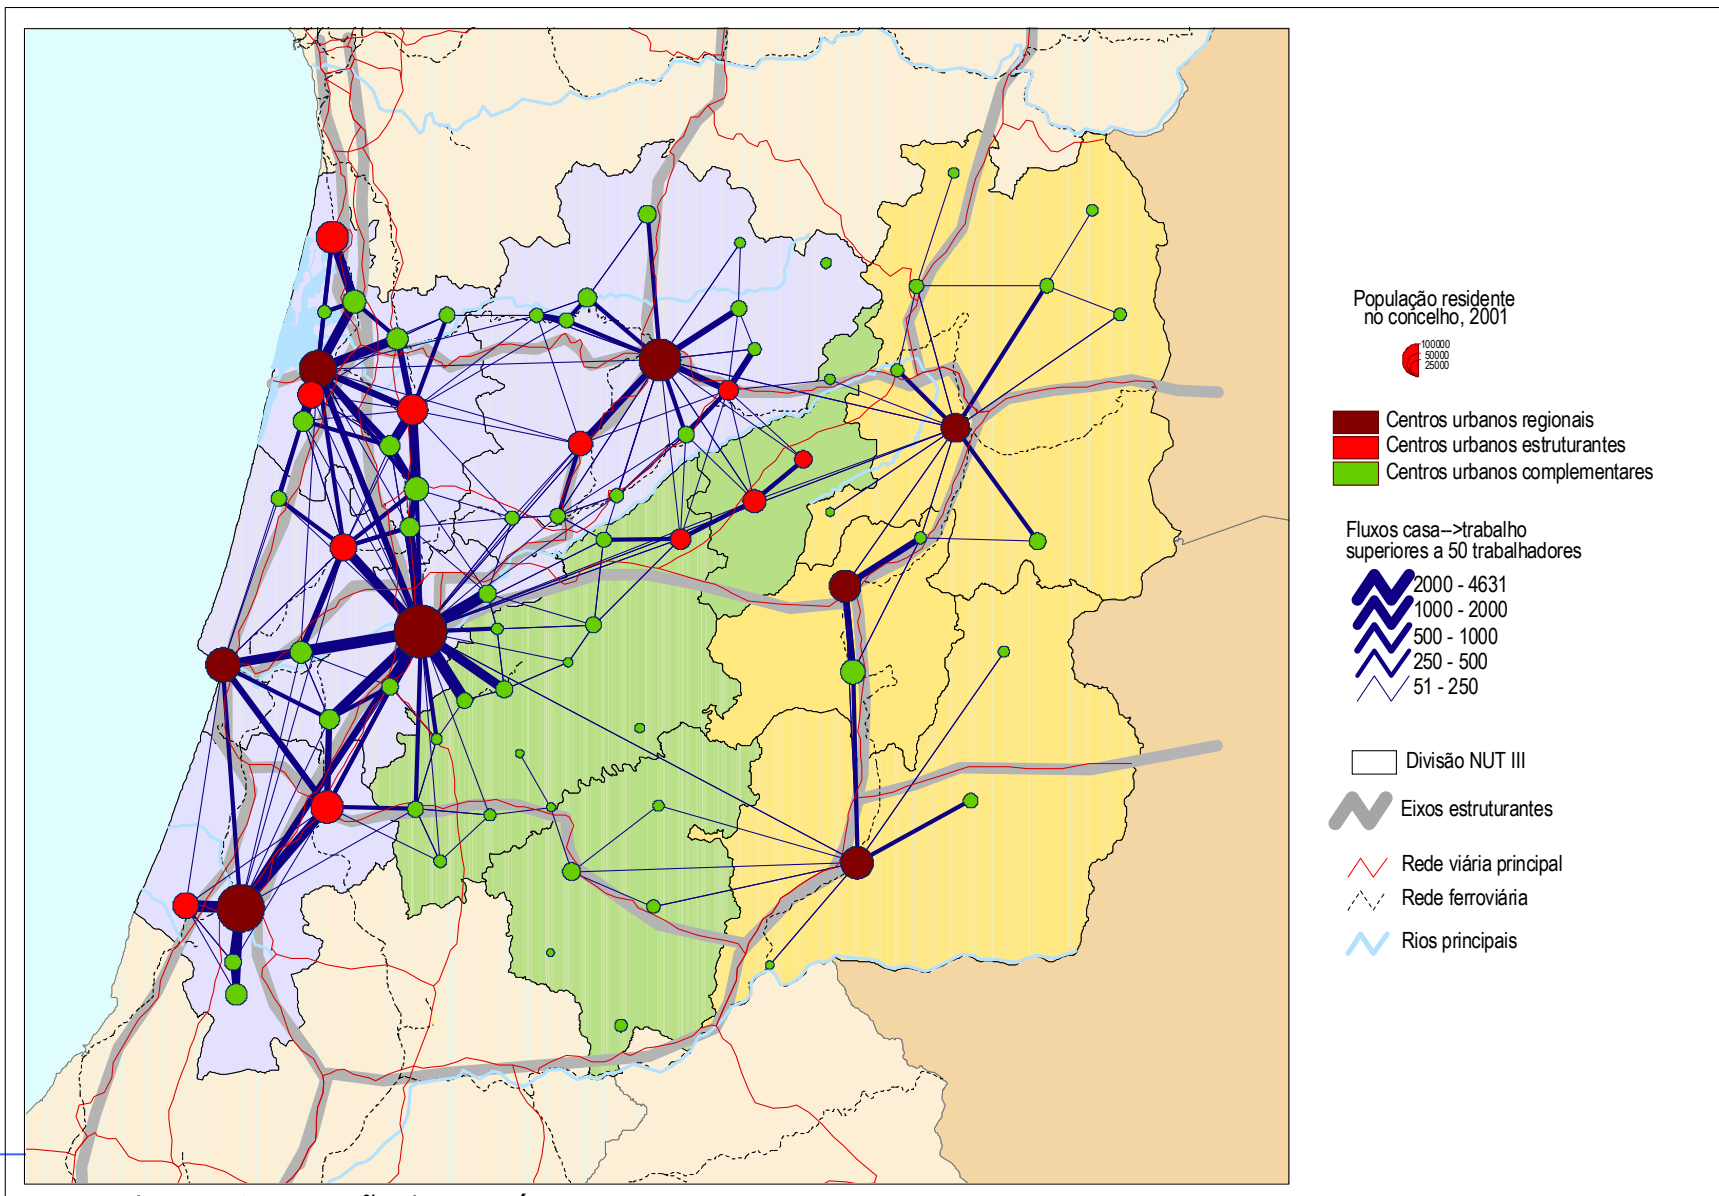 População residente
no concelho, 2001
100000
50000
25000
Centros urbanos regionais
Centros urbanos estruturantes
Centros urbanos complementares
Fluxos casa-->trabalho
superiores a 50 trabalhadores
2000 - 4631
1000 - 2000
500 - 1000
250 - 500
51 - 250
Divisão NUT III
Eixos estruturantes
Rede viária principal
Rede ferroviária
Rios principais